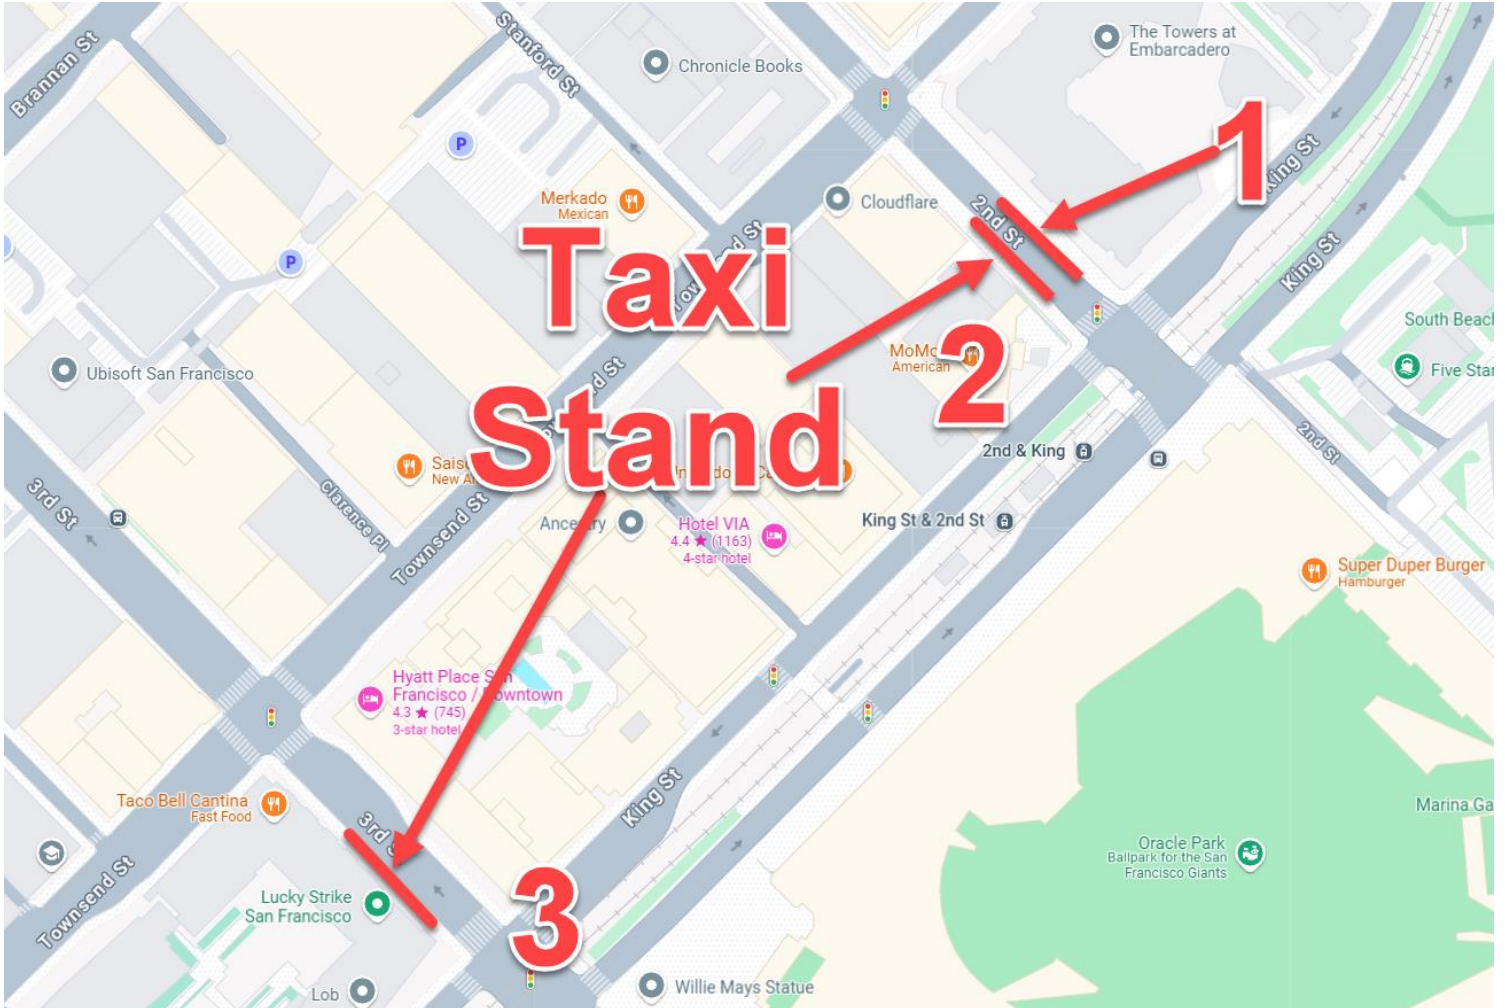 Brannan St
Stanford St
Chronicle Books
The Towers at
Embarcadero
P
1
King St
Merkado
Mexican
Cloudflare
2nd St
Townsend St
King St
P
Taxi
South Beach
2
Ubisoft San Francisco
MoMo
American
Five Star
Stand
2nd & King
2nd St
3rd St
Clarence Pl
Townsend St
Ancestry
Hotel VIA
4.4 ★ (1163)
4-star hotel
King St & 2nd St
Super Duper Burger
Hamburger
Hyatt Place San
Francisco / Downtown
4.3 ★ (745)
3-star hotel
Taco Bell Cantina
Fast Food
King St
3rd St
Marina Ga
Oracle Park
Ballpark for the San
Francisco Giants
Townsend St
Lucky Strike
San Francisco
3
Lob
Willie Mays Statue